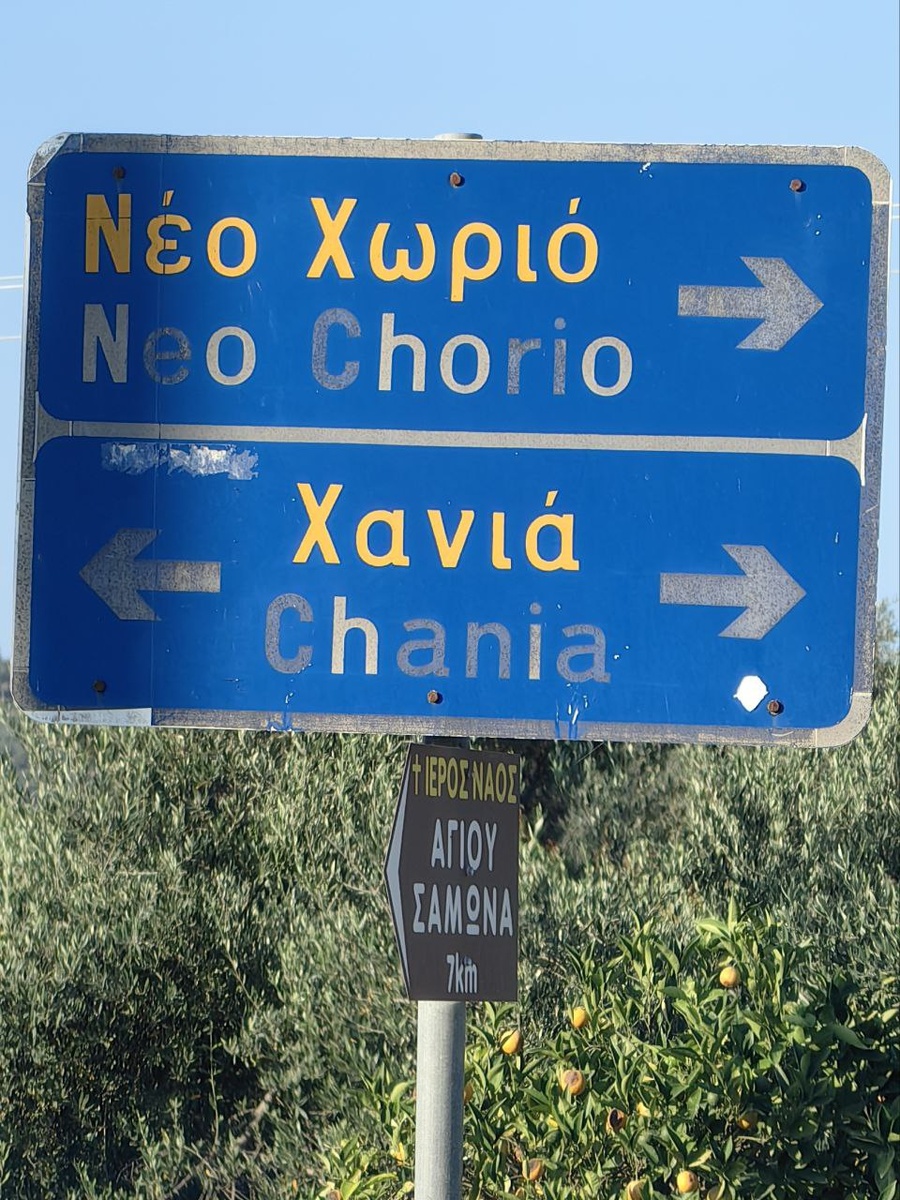 Νέο Χωριό
Neo Chorio
Χανιά
Chania
† ΙΕΡΟΣ ΝΑΟΣ
ΑΓΙΟΥ
ΣΑΜΩΝΑ
7km